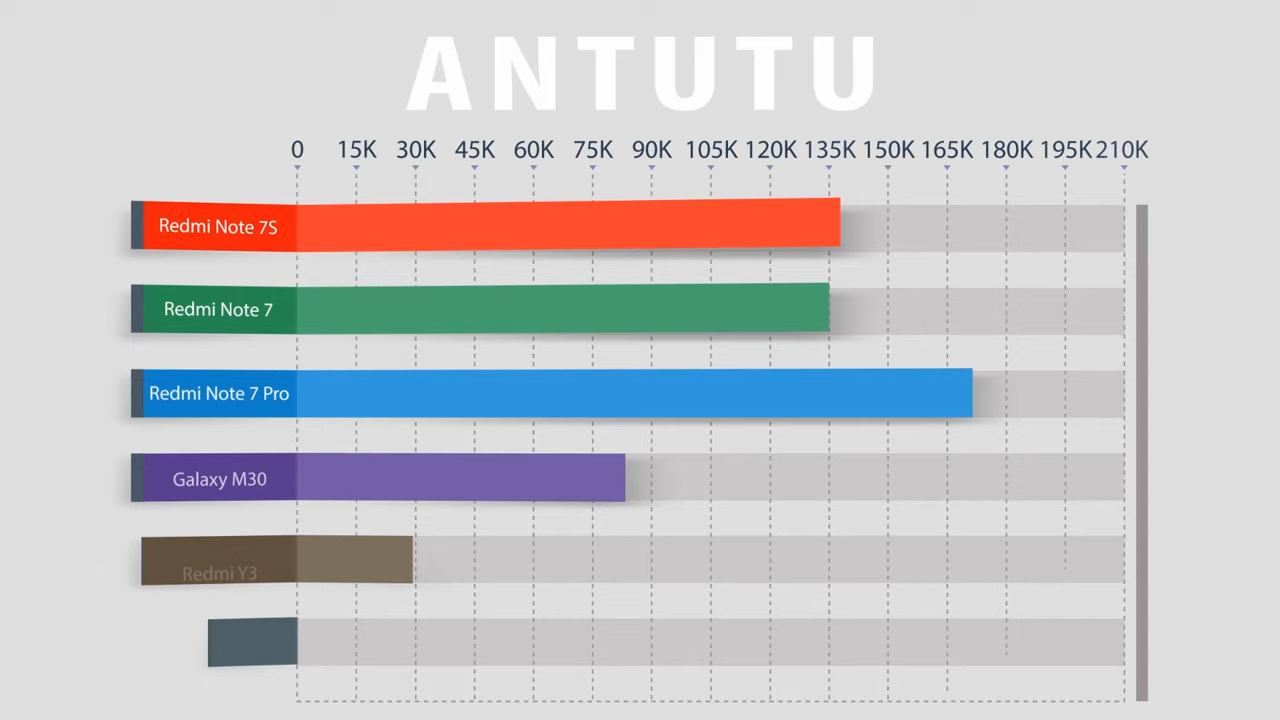 ANTUTU
0 15K 30K 45K 60K 75K 90K 105K 120K 135K 150K 165K 180K 195K 210K
Redmi Note 7S
Redmi Note 7
Redmi Note 7 Pro
Galaxy M30
Redmi Y3